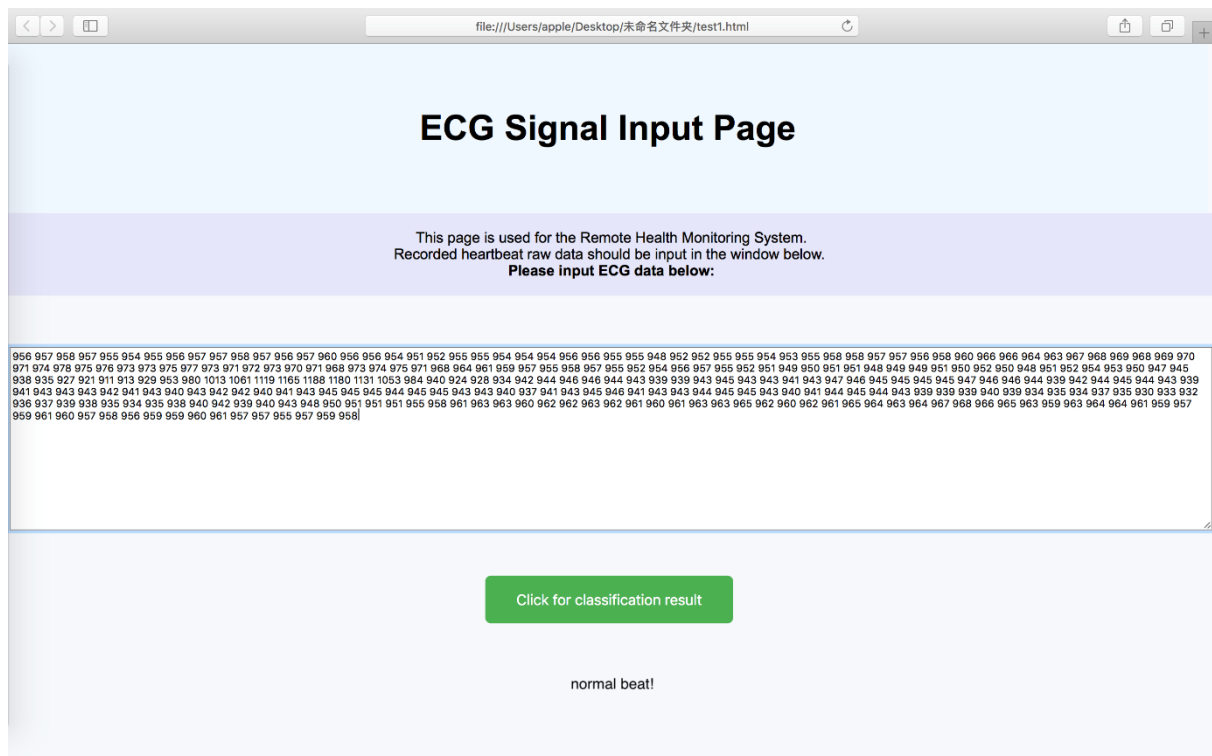 file:///Users/apple/Desktop/未命名文件夹/test1.html
ECG Signal Input Page
This page is used for the Remote Health Monitoring System.
Recorded heartbeat raw data should be input in the window below.
Please input ECG data below:
956 957 958 957 955 954 955 956 957 957 958 957 956 957 960 956 956 954 951 952 955 955 954 954 954 956 956 955 955 948 952 952 955 955 954 953 955 958 958 957 957 956 958 960 966 966 964 963 967 968 969 968 969 970
971 974 978 975 976 973 973 975 977 973 971 972 973 970 971 968 973 974 975 971 968 964 961 959 957 955 958 957 955 955 952 954 956 957 955 952 951 949 950 951 951 948 949 949 951 950 952 950 948 951 952 954 953 950 947 945
938 935 927 921 911 913 929 953 980 1013 1061 1119 1165 1188 1180 1131 1053 984 940 924 928 934 942 944 946 946 944 943 939 939 943 945 943 943 941 943 947 946 945 945 945 945 947 946 946 944 939 942 944 945 944 943 939
941 943 943 943 942 941 943 940 943 942 942 940 941 943 945 945 945 944 945 945 943 943 940 937 941 943 945 946 941 943 943 944 945 943 944 945 945 943 940 941 944 945 944 943 939 939 939 940 939 934 935 934 937 935 930 933 932
936 937 939 938 935 934 935 938 940 942 939 940 943 948 950 951 951 951 955 958 961 963 963 960 962 962 963 962 961 960 961 963 963 965 962 960 962 961 965 964 963 964 967 968 966 965 963 959 963 964 964 961 959 957
959 961 960 957 958 956 959 959 960 961 957 957 955 957 959 958
Click for classification result
normal beat!